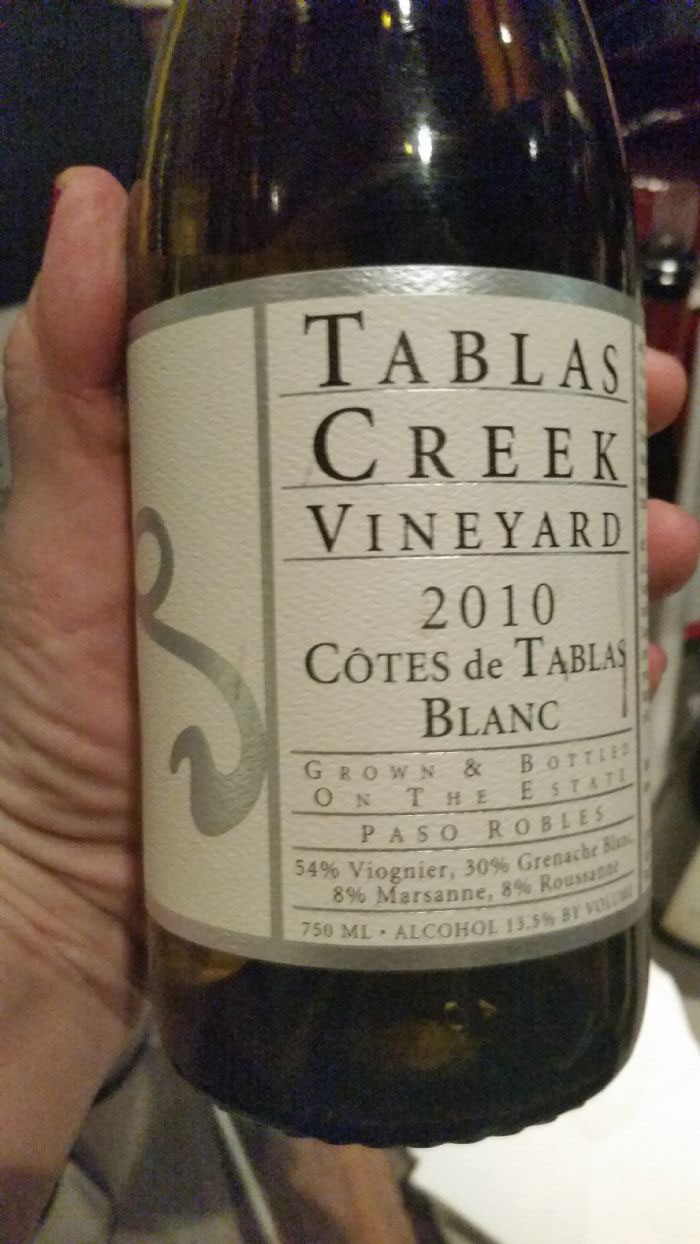 TABLAS
CREEK
VINEYARD
2010
CÔTES de TABLAS
BLANC
GROWN & BOTTLED
ON THE ESTATE
PASO ROBLES
54% Viognier, 30% Grenache Blanc,
8% Marsanne, 8% Roussanne
750 ML • ALCOHOL 13.5% BY VOLUME